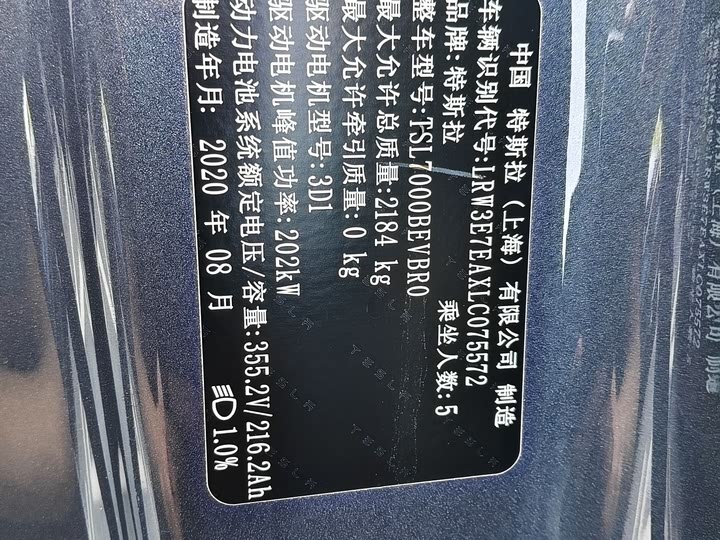 中国 特斯拉（上海）有限公司 制造
车辆识别代号:LRW3E7EAXLC075572
品牌:特斯拉 乘坐人数:5
整车型号:TSL7000BEVBR0
最大允许总质量:2184 kg
最大允许牵引质量:0 kg
驱动电机型号:3D1
驱动电机峰值功率:202kW
动力电池系统额定电压/容量:355.2V/216.2Ah
制造年月: 2020 年 08 月 1.0%
TESLA